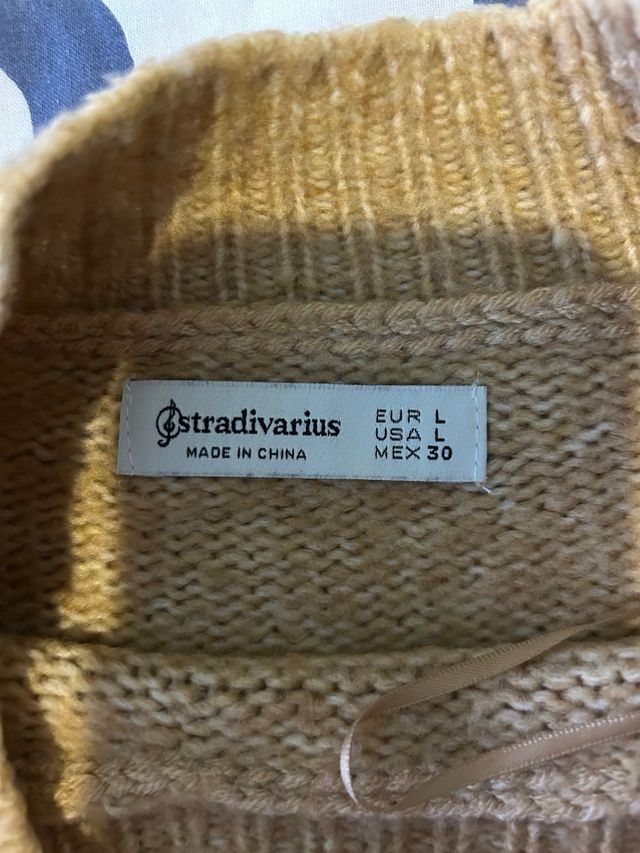 stradivarius
MADE IN CHINA
EUR L
USA L
MEX 30